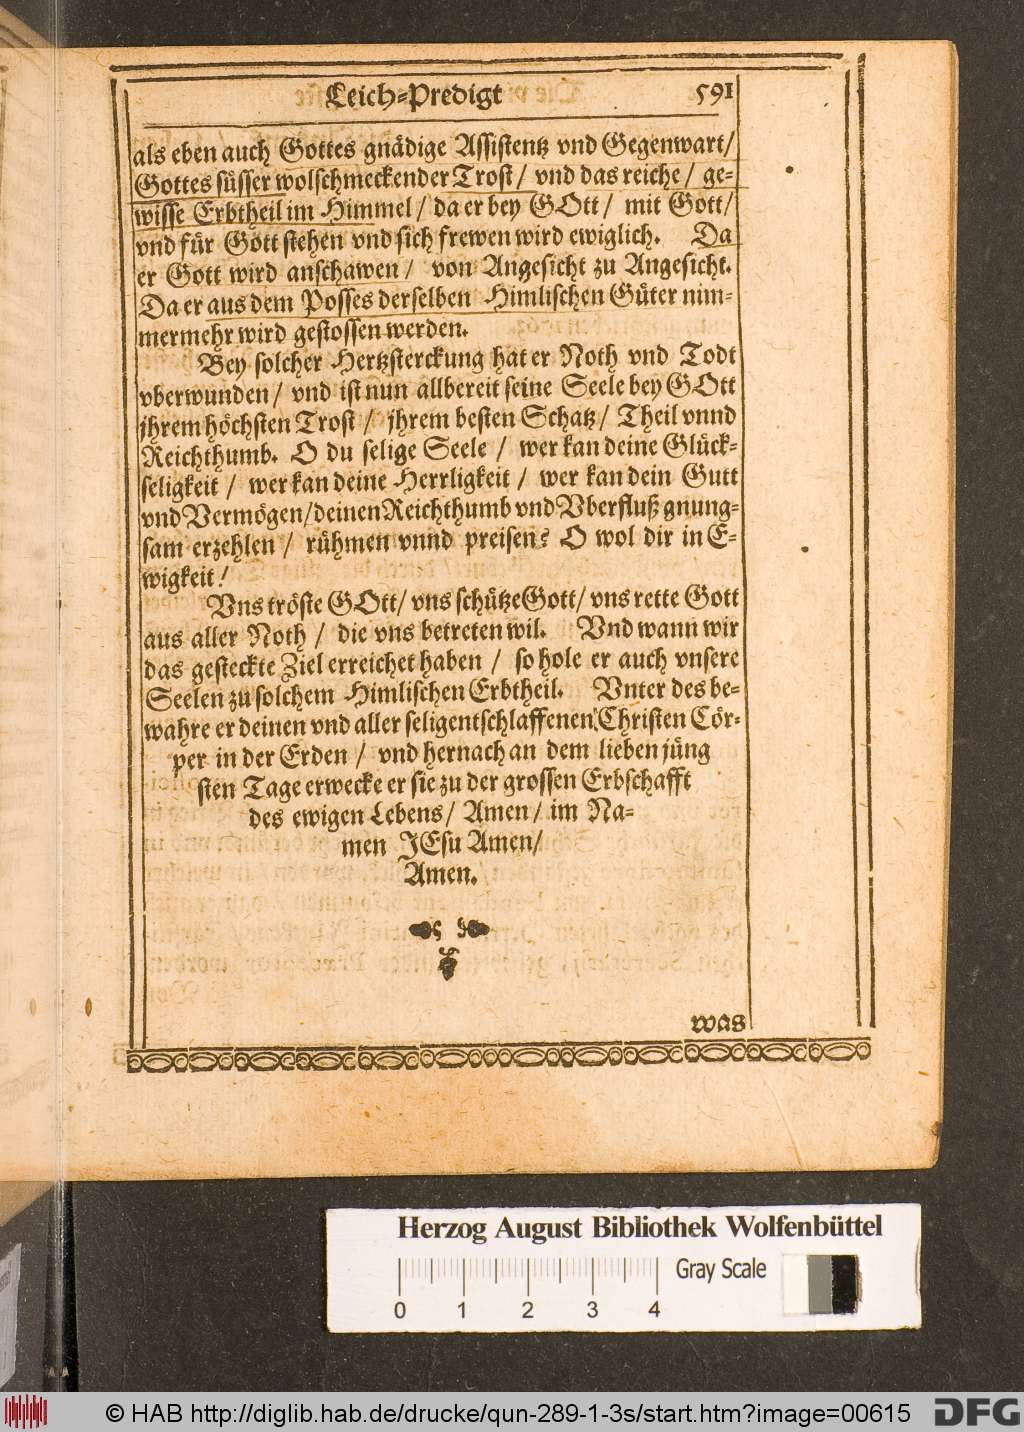 Leich-Predigt 591
als eben auch Gottes gnädige Assistentz vnd Gegenwart/
Gottes süsser wolschmeckender Trost/ vnd das reiche/ ge-
wisse Erbtheil im Himmel/ da er bey GOtt/ mit Gott/
vnd für Gott stehen vnd sich frewen wird ewiglich. Da
er Gott wird anschawen/ von Angesicht zu Angesicht.
Da er aus dem Posses derselben Himlischen Güter nim-
mermehr wird gestossen werden.
Bey solcher Hertzsterckung hat er Noth vnd Todt
vberwunden/ vnd ist nun allbereit seine Seele bey GOtt
jhrem höchsten Trost/ jhrem besten Schatz/ Theil vnnd
Reichthumb. O du selige Seele/ wer kan deine Glück-
seligkeit/ wer kan deine Herrligkeit/ wer kan dein Gutt
vnd Vermögen/ deinen Reichthumb vnd Vberfluß gnung-
sam erzehlen/ rühmen vnnd preisen? O wol dir in E-
wigkeit!
Vns tröste GOtt/ vns schütze Gott/ vns rette Gott
aus aller Noth/ die vns betreten wil. Vnd wann wir
das gesteckte Ziel erreichet haben/ so hole er auch vnsere
Seelen zu solchem Himlischen Erbtheil. Vnter des be-
wahre er deinen vnd aller seligentschlaffenen Christen Cör-
per in der Erden/ vnd hernach an dem lieben jüng
sten Tage erwecke er sie zu der grossen Erbschafft
des ewigen Lebens/ Amen/ im Na-
men JEsu Amen/
Amen.
was
Herzog August Bibliothek Wolfenbüttel
Gray Scale
0 1 2 3 4
© HAB http://diglib.hab.de/drucke/qun-289-1-3s/start.htm?image=00615
DFG